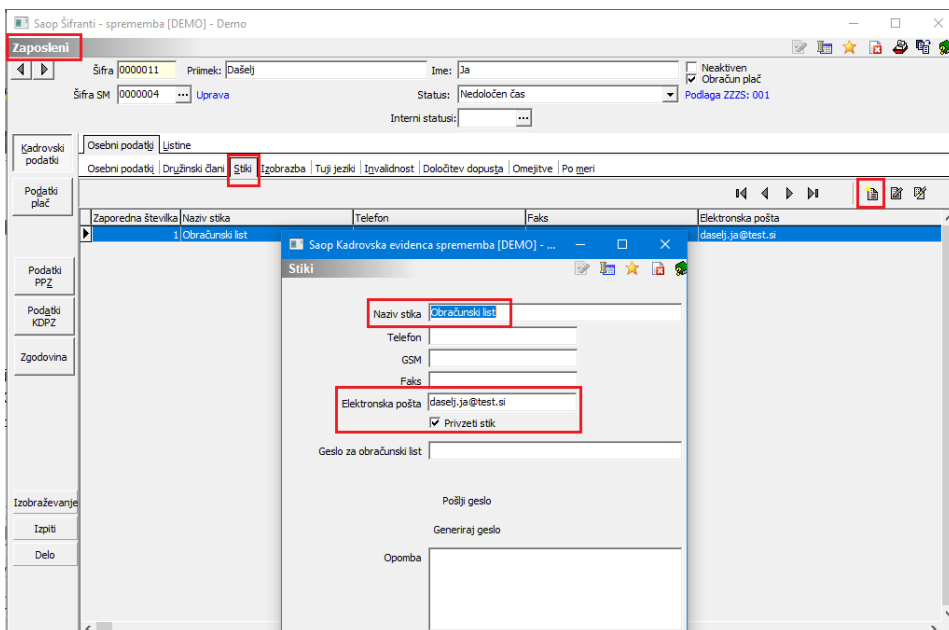 Saop Šifranti - sprememba [DEMO] - Demo
Zaposleni
Šifra 0000011 Priimek: Dašelj Ime: Ja Neaktiven
Obračun plač
Šifra SM 0000004 ... Uprava Status: Nedoločen čas Podlaga ZZZS: 001
Interni statusi: ...
Kadrovski podatki
Podatki plač
Podatki PPZ
Podatki KDPZ
Zgodovina
Izobraževanje
Izpiti
Delo
Osebni podatki Listine
Osebni podatki Družinski člani Stiki Izobrazba Tuji jeziki Invalidnost Določitev dopusta Omejitve Po meri
Zaporedna številka Naziv stika Telefon Faks Elektronska pošta
1 Obračunski list daselj.ja@test.si
Saop Kadrovska evidenca sprememba [DEMO] - ...
Stiki
Naziv stika Obračunski list
Telefon
GSM
Faks
Elektronska pošta daselj.ja@test.si
Privzeti stik
Geslo za obračunski list
Pošlji geslo
Generiraj geslo
Opomba